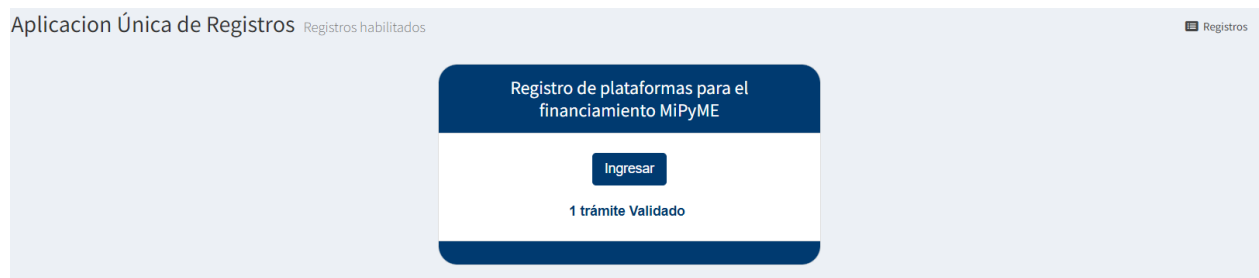 Aplicacion Única de Registros Registros habilitados
Registros
Registro de plataformas para el
financiamiento MiPyME
Ingresar
1 trámite Validado